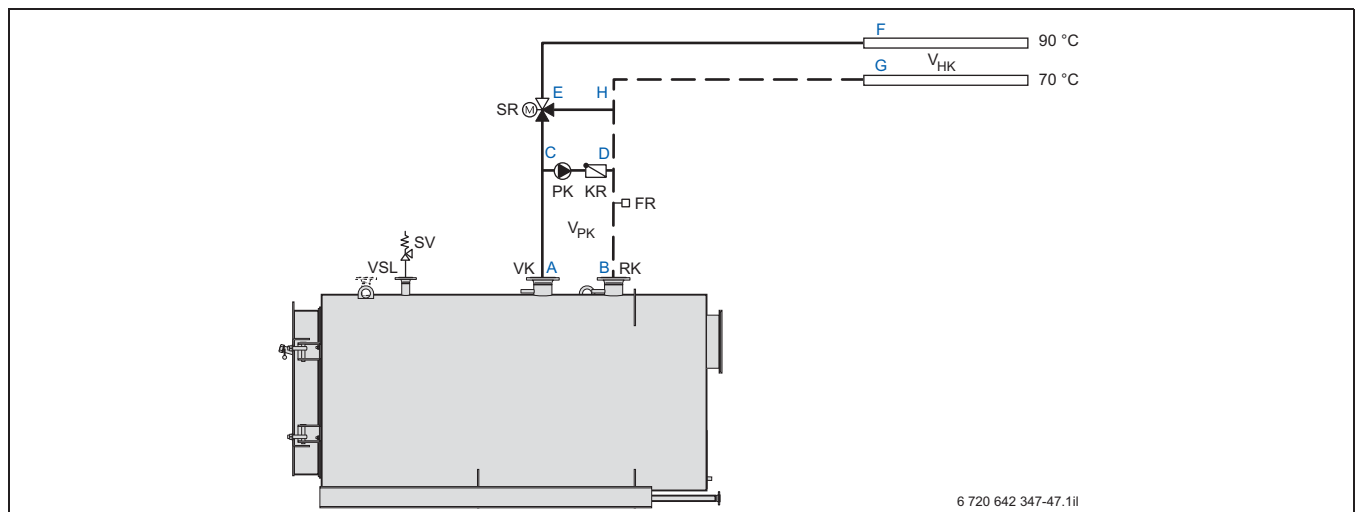 F
90 °C
G
V_HK
70 °C
E
H
SR
M
C
D
PK
KR
FR
V_PK
SV
VSL
VK
A
B
RK
6 720 642 347-47.1il